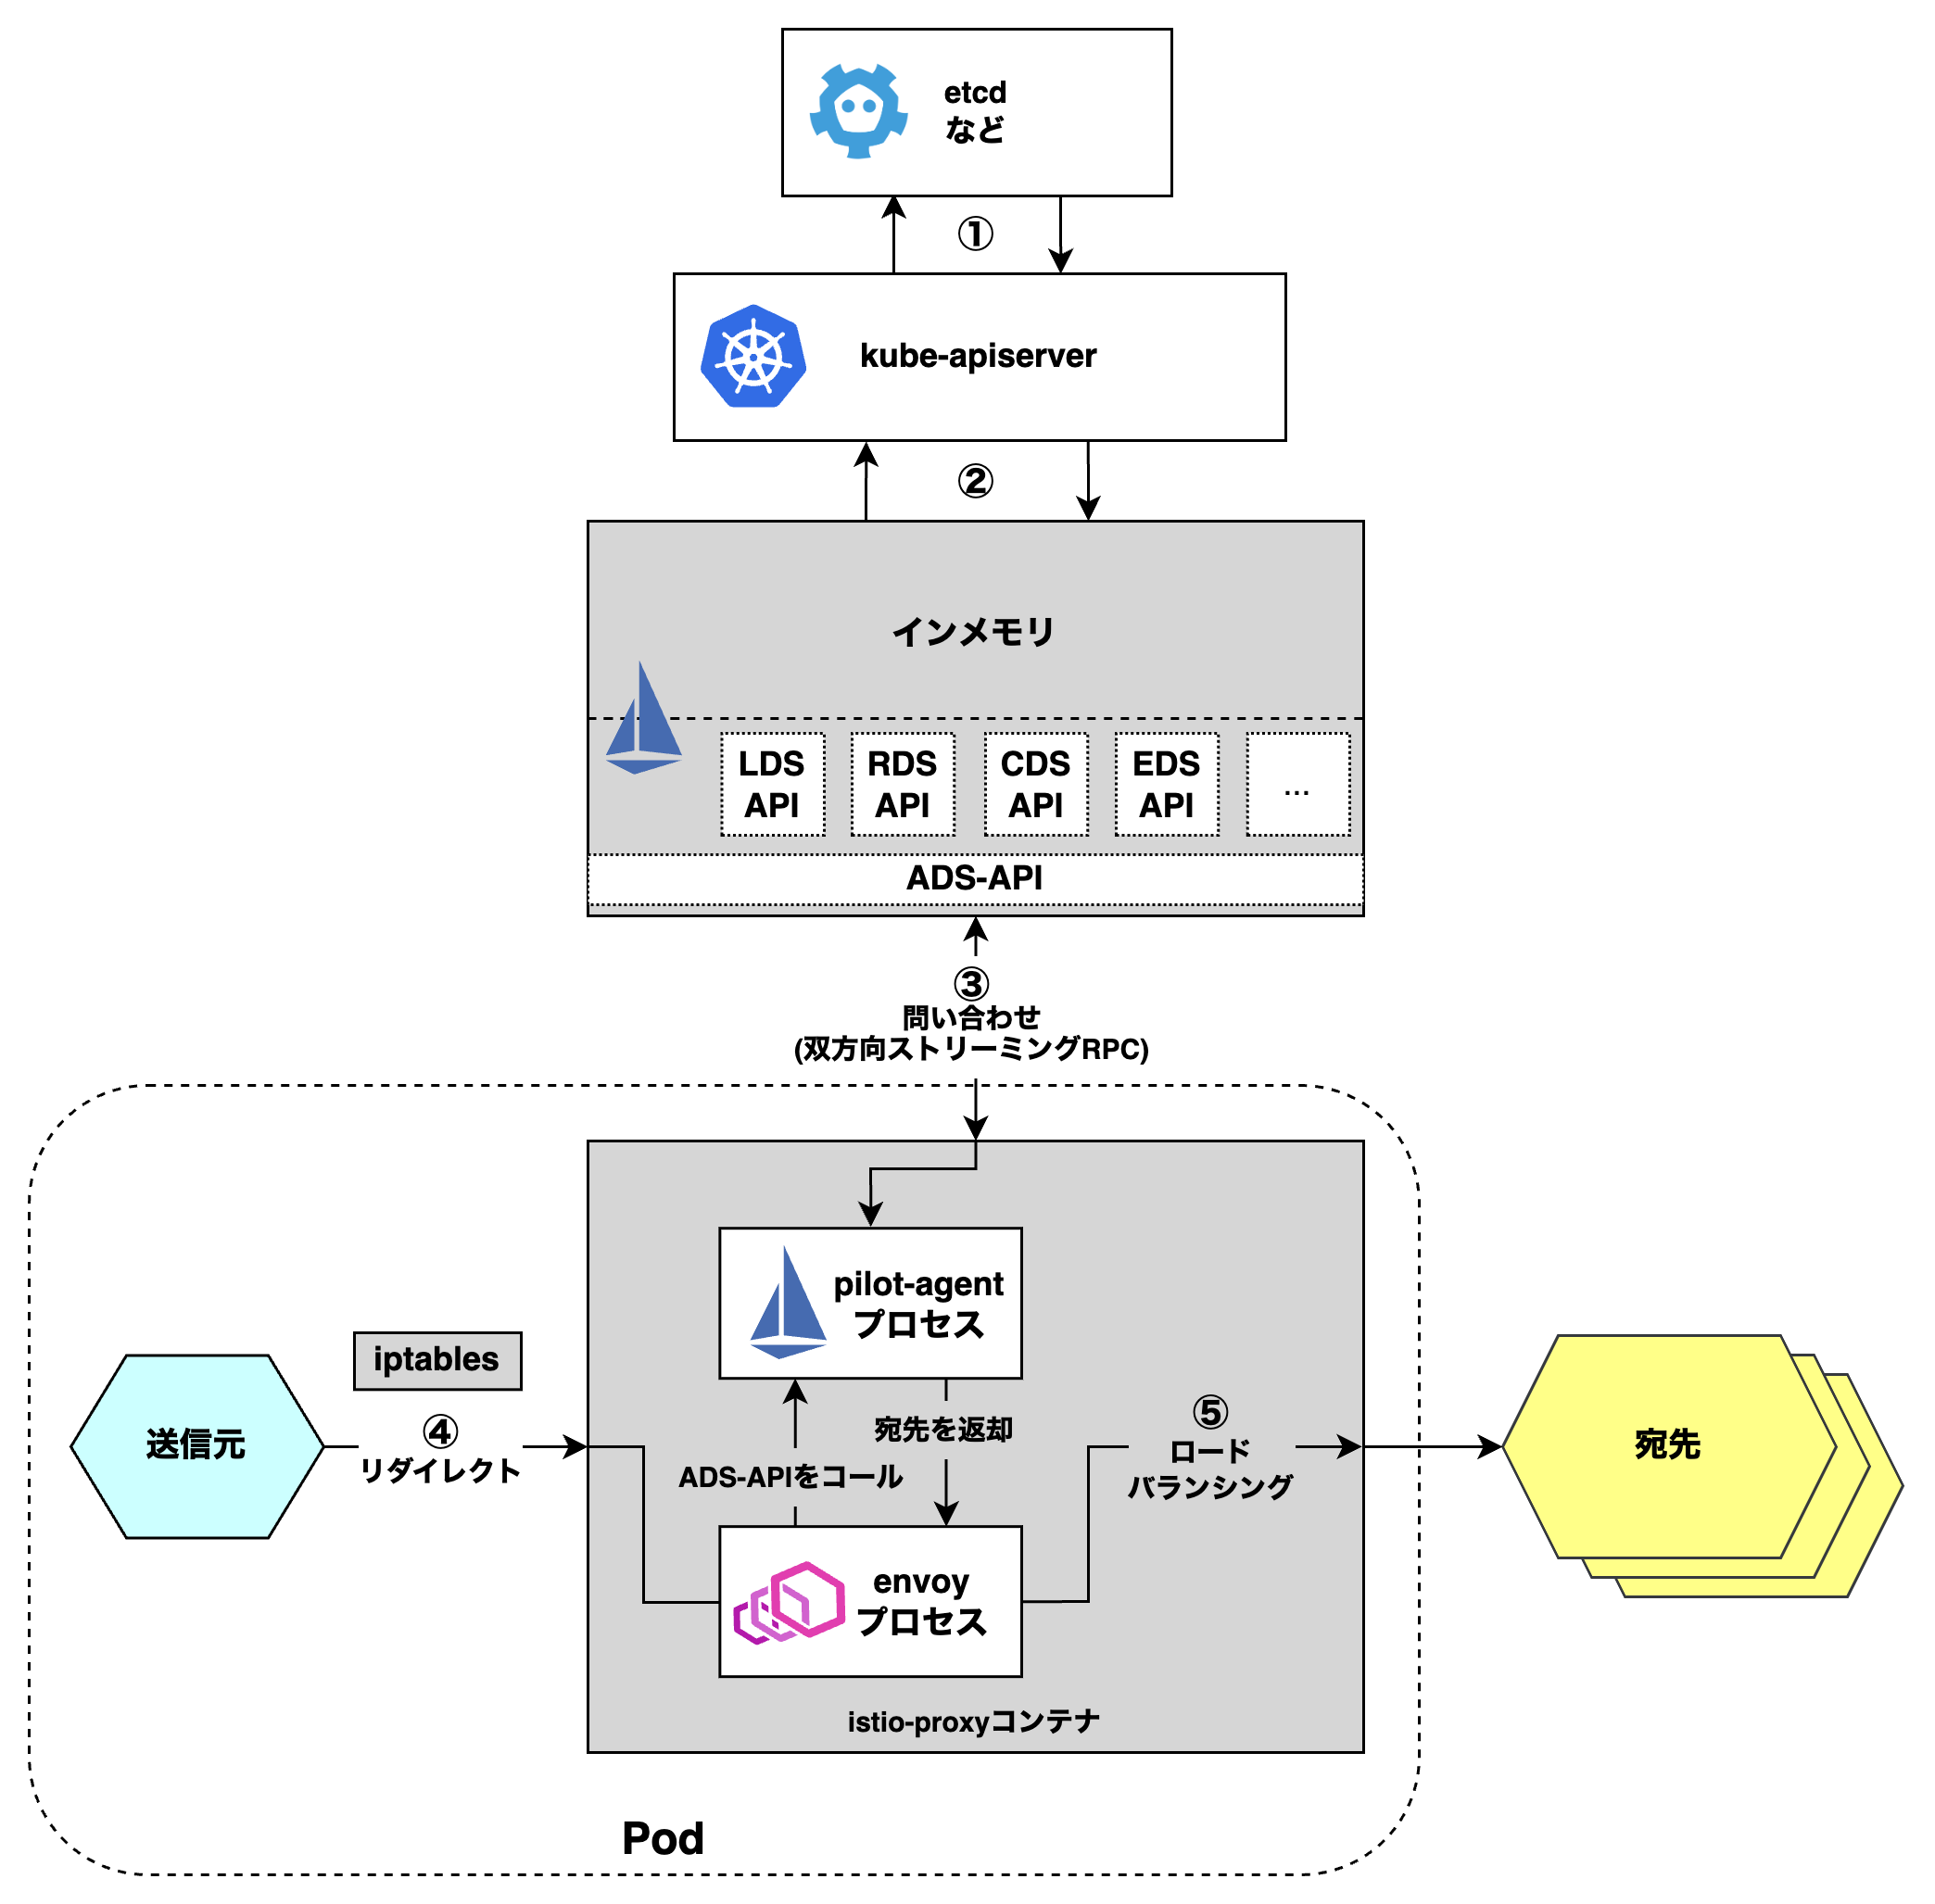 etcd
など
①
kube-apiserver
②
インメモリ
LDS
API
RDS
API
CDS
API
EDS
API
...
ADS-API
③
問い合わせ
(双方向ストリーミングRPC)
pilot-agent
プロセス
iptables
④
リダイレクト
送信元
宛先を返却
ADS-APIをコール
⑤
ロード
バランシング
宛先
envoy
プロセス
istio-proxyコンテナ
Pod